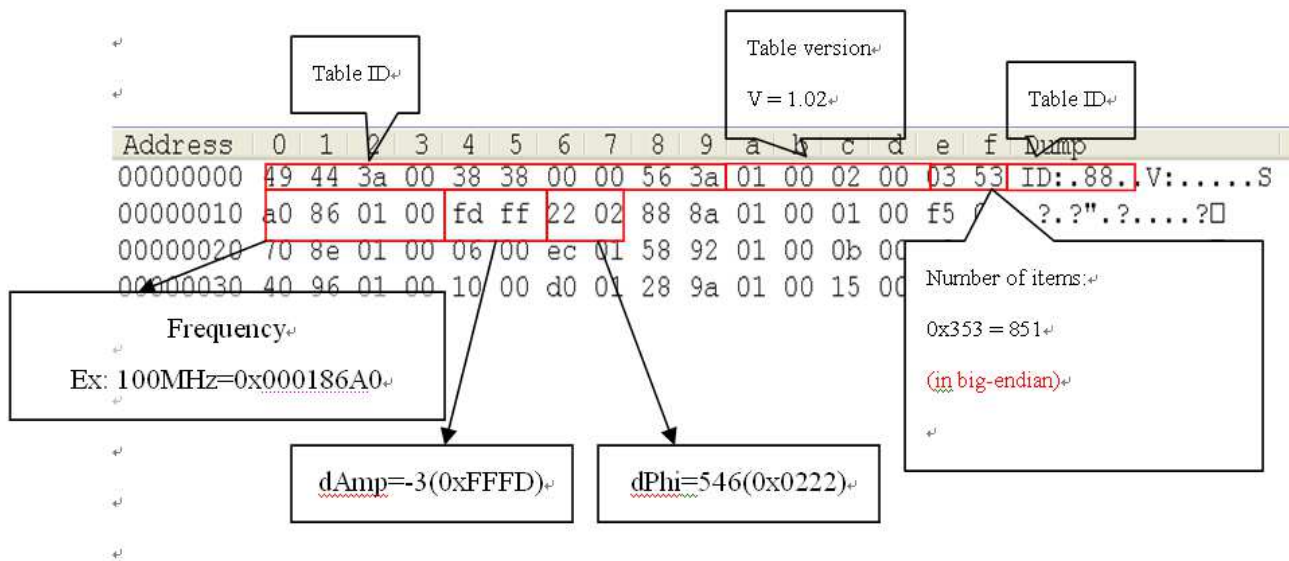 Table ID
Table version
V = 1.02
Table ID
Address 0 1 2 3 4 5 6 7 8 9 a b c d e f Dump
00000000 49 44 3a 00 38 38 00 00 56 3a 01 00 02 00 03 53 ID:.88..V:.....S
00000010 a0 86 01 00 fd ff 22 02 88 8a 01 00 01 00 f5 ?.?".?....?□
00000020 70 8e 01 00 06 00 ec 01 58 92 01 00 0b 00
00000030 40 96 01 00 10 00 d0 01 28 9a 01 00 15 00
Number of items:
0x353 = 851
(in big-endian)
Frequency
Ex: 100MHz=0x000186A0
dAmp=-3(0xFFFD)
dPhi=546(0x0222)